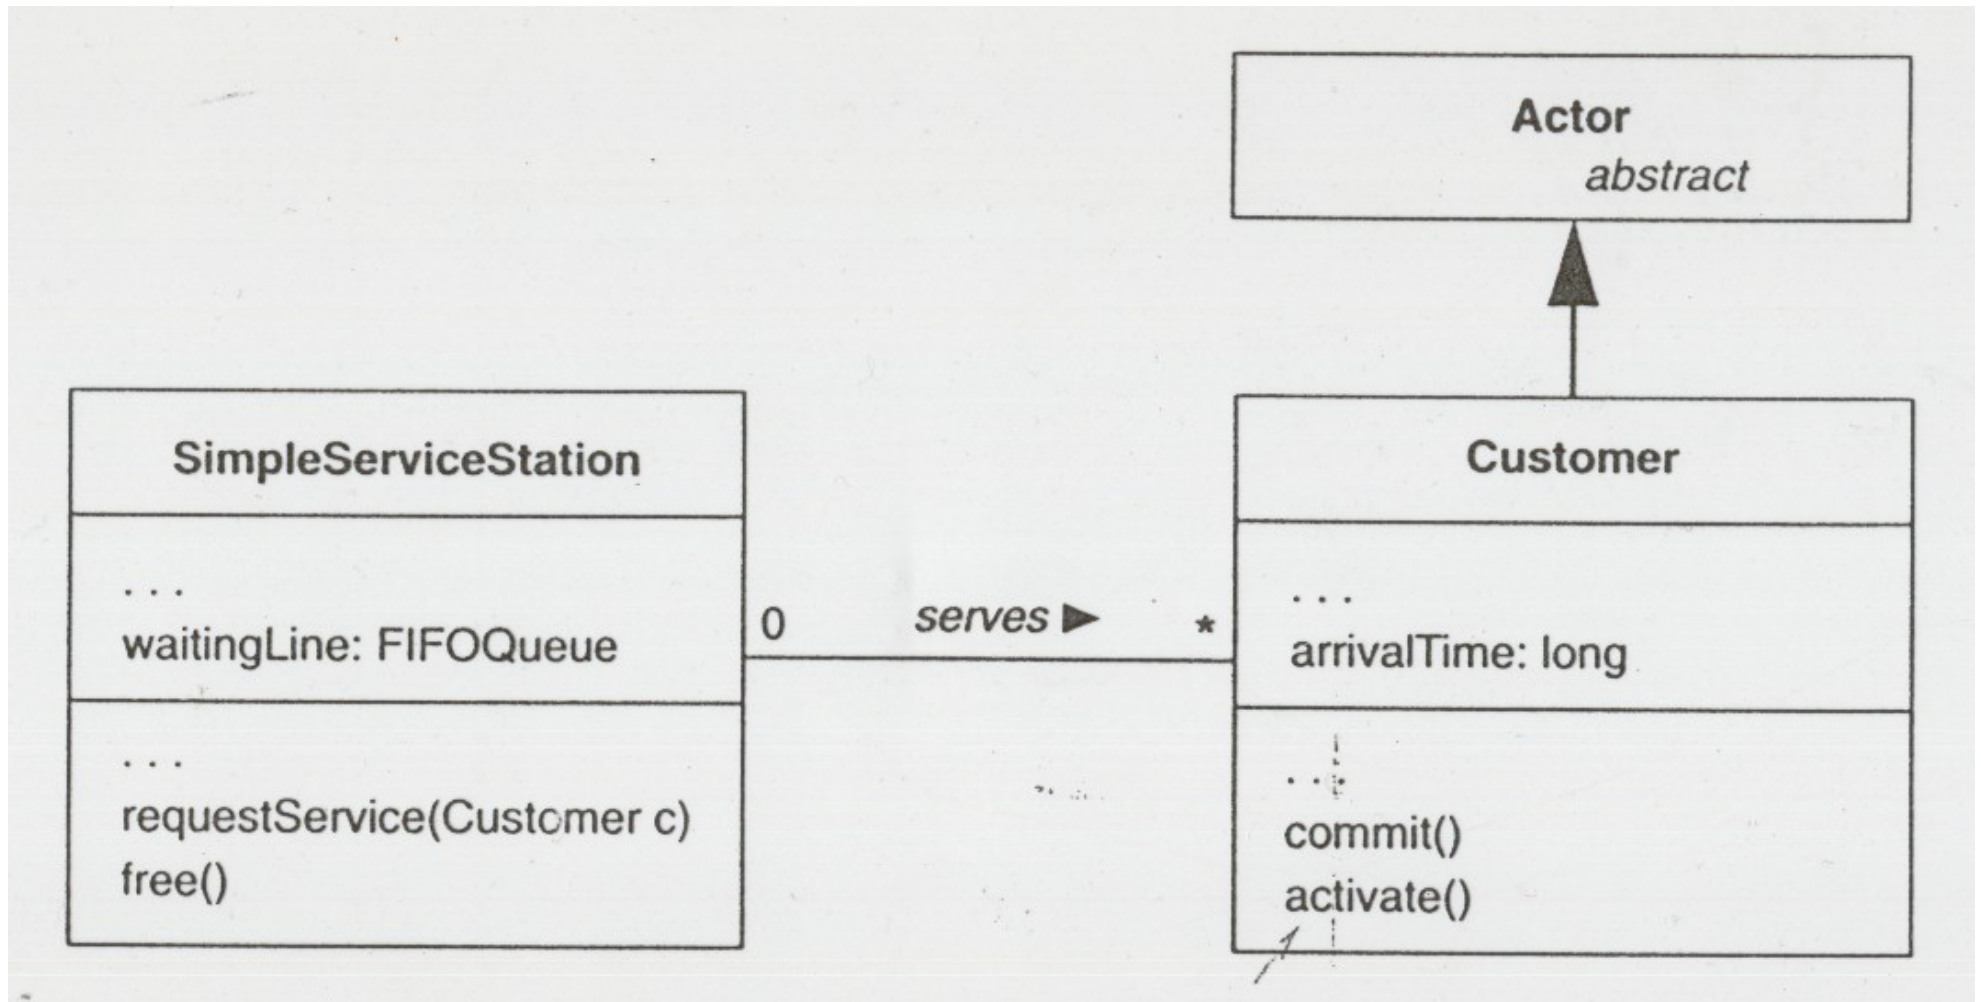 Actor
abstract
SimpleServiceStation
. . .
waitingLine: FIFOQueue
. . .
requestService(Customer c)
free()
0
serves ▶
*
Customer
. . .
arrivalTime: long
. . .
commit()
activate()